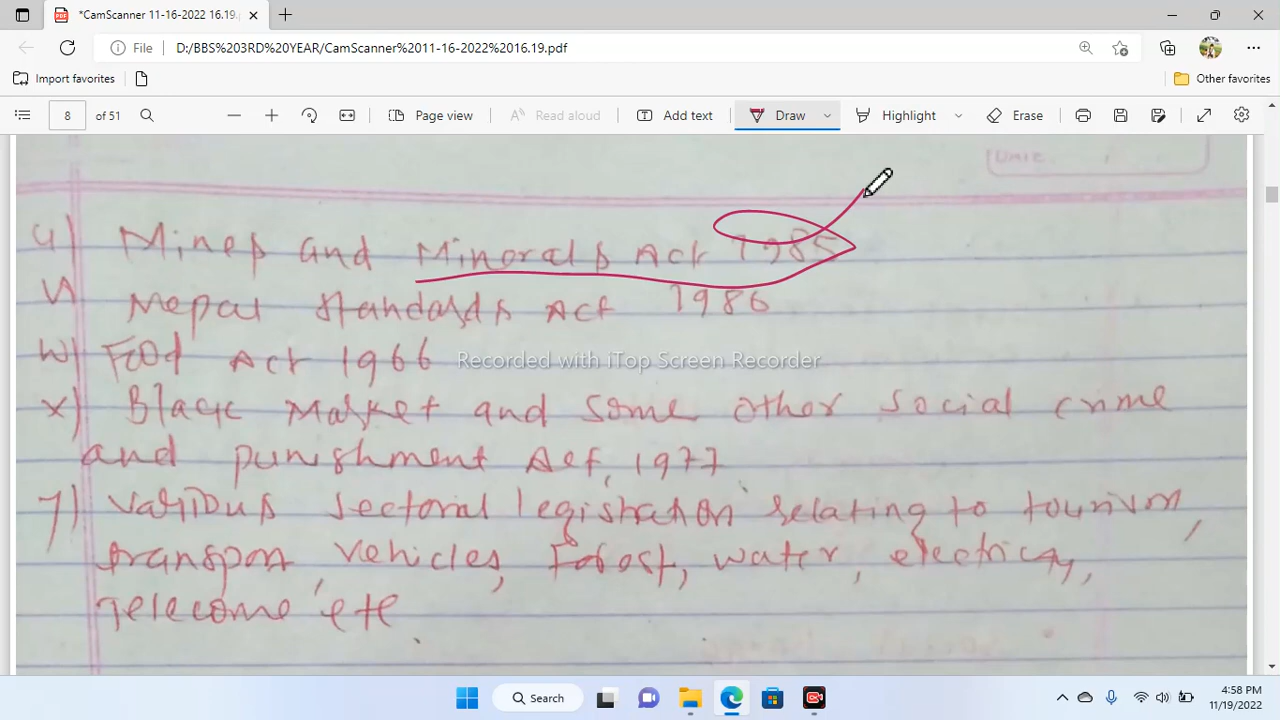 *CamScanner 11-16-2022 16.19.p
File D:/BBS%203RD%20YEAR/CamScanner%2011-16-2022%2016.19.pdf
Import favorites
Other favorites
8 of 51
Page view
Read aloud
Add text
Draw
Highlight
Erase
Date
u) Mines and Minerals Act 1985
v) Nepal Standards Act 1986
w) Food Act 1966
Recorded with iTop Screen Recorder
x) Black Market and some other social crime
and punishment Act, 1977
y) Various sectorial legistration relating to tourism,
transport, vehicles, Forest, water, electricity,
Telecome etc
Search
4:58 PM
11/19/2022